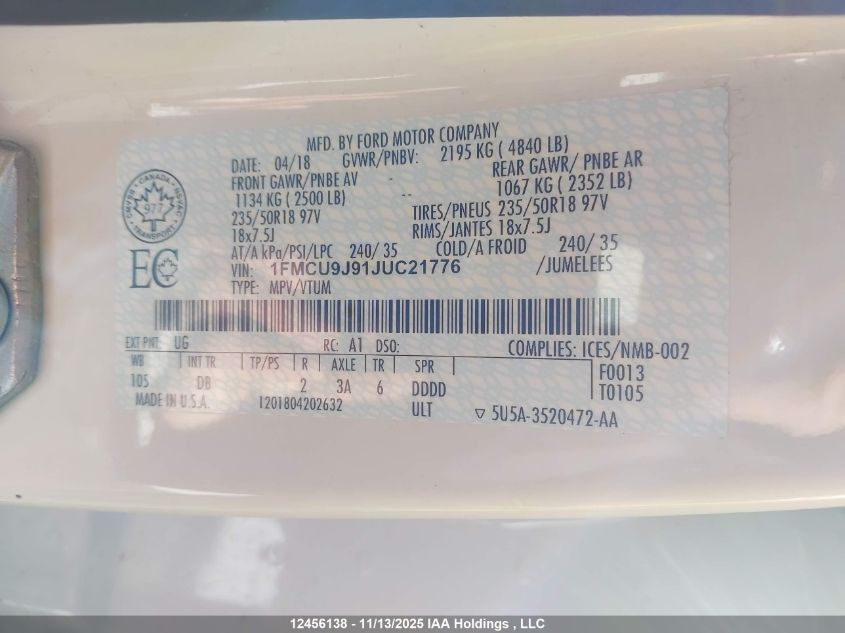 MFD. BY FORD MOTOR COMPANY
DATE: 04/18 GVWR/PNBV: 2195 KG ( 4840 LB)
FRONT GAWR/PNBE AV REAR GAWR/ PNBE AR
1134 KG ( 2500 LB) -- 1067 KG ( 2352 LB)
235/50R18 97V TIRES/PNEUS 235/50R18 97V
18x7.5J RIMS/JANTES 18x7.5J
AT/A kPa/PSI/LPC 240/ 35 COLD/A FROID 240/ 35
VIN: 1FMCU9J91JUC21776 /JUMELEES
TYPE: MPV/VTUM
CANADA
977
TRANSPORT
EC
EXT PNT: UG RC: A1 DSO: COMPLIES: ICES/NMB-002
WB INT TR TP/PS R AXLE TR SPR F0013
105 DB 2 3A 6 DDDD T0105
MADE IN U.S.A. 1201804202632 ULT ▽ 5U5A-3520472-AA
12456138 - 11/13/2025 IAA Holdings , LLC